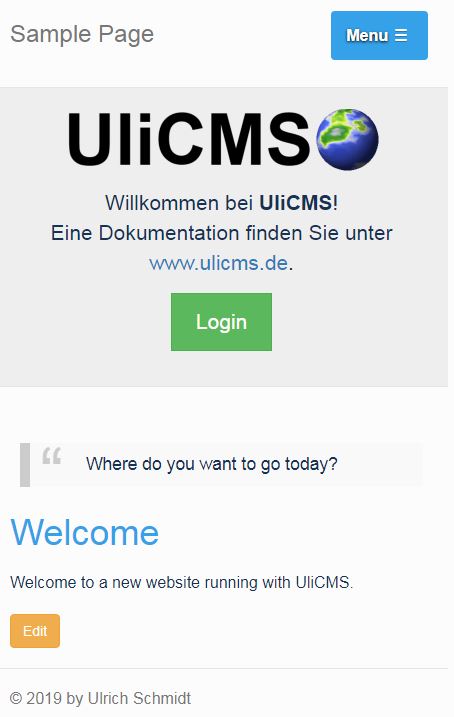 Sample Page
Menu ☰
UliCMS
Willkommen bei UliCMS!
Eine Dokumentation finden Sie unter
www.ulicms.de.
Login
“ Where do you want to go today?
Welcome
Welcome to a new website running with UliCMS.
Edit
© 2019 by Ulrich Schmidt